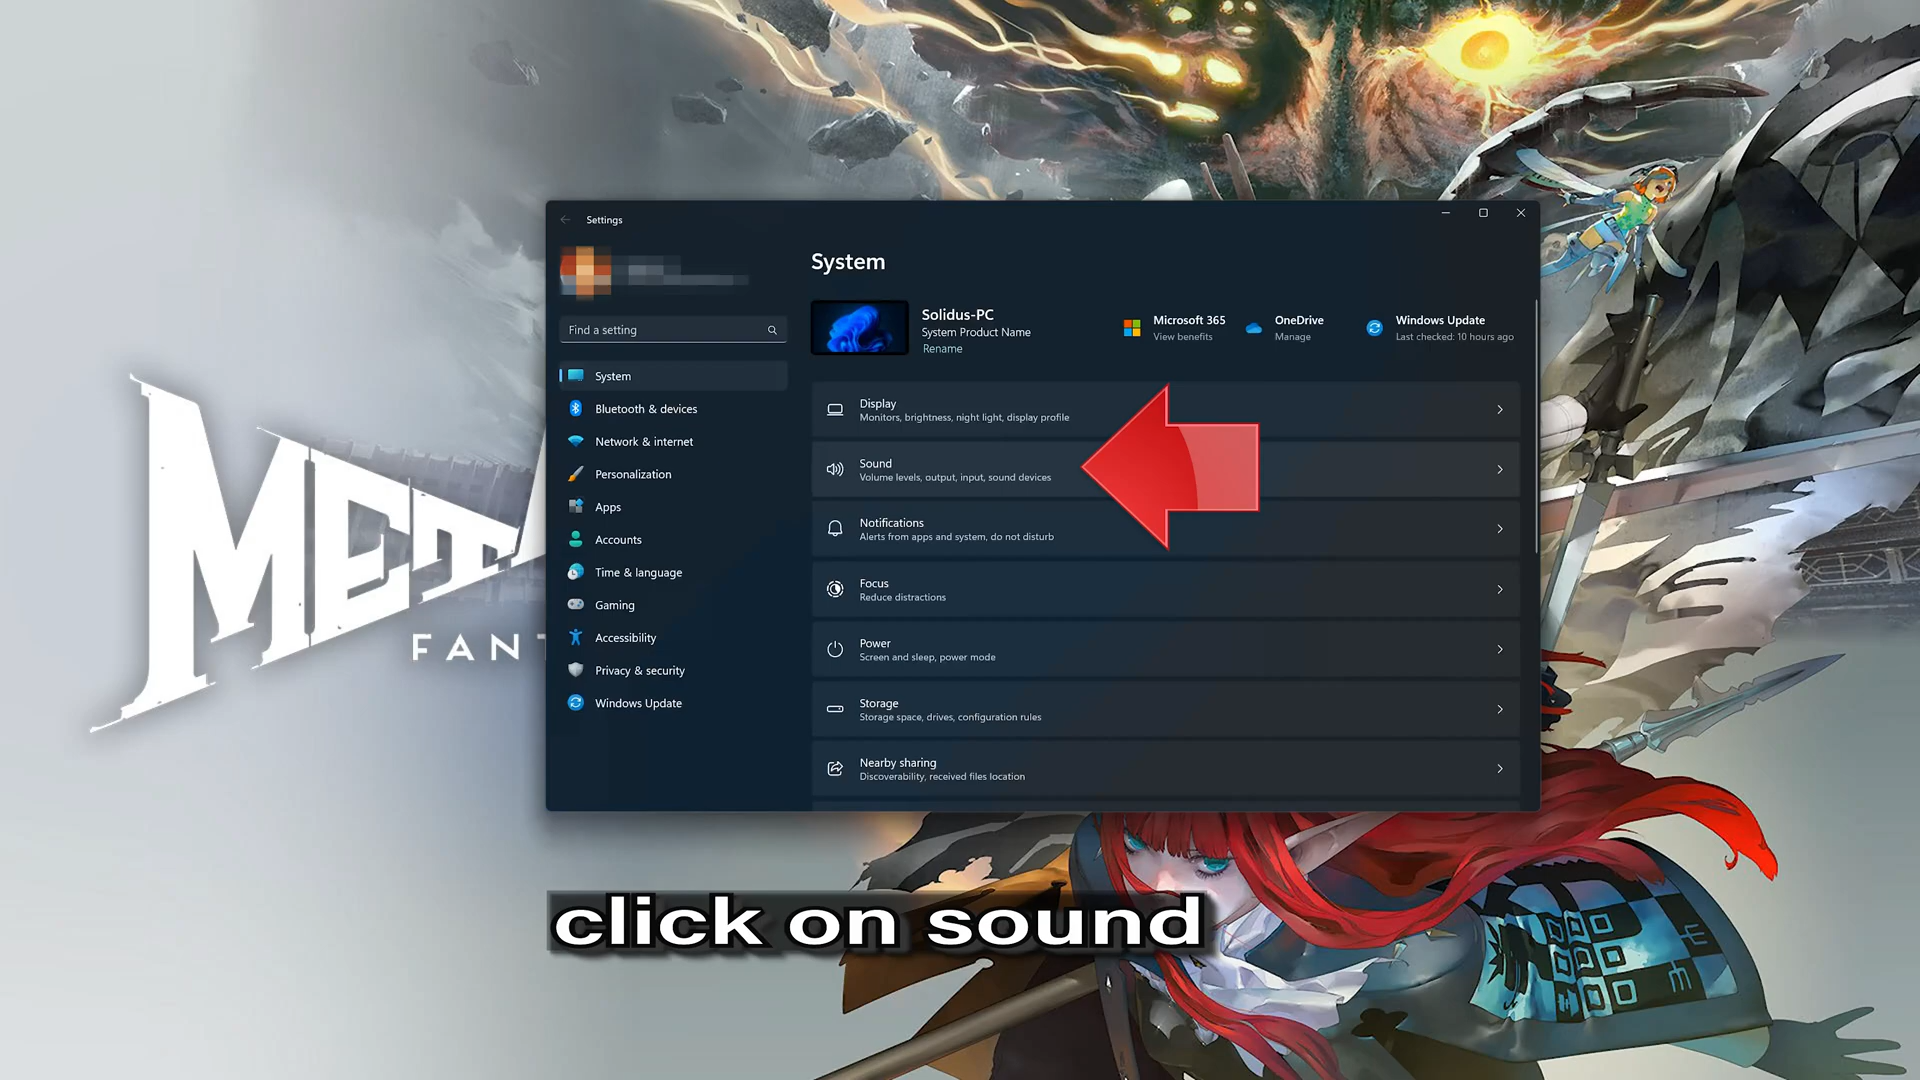 Settings
System
Find a setting
Solidus-PC
System Product Name
Rename
Microsoft 365
View benefits
OneDrive
Manage
Windows Update
Last checked: 10 hours ago
System
Bluetooth & devices
Network & internet
Personalization
Apps
Accounts
Time & language
Gaming
Accessibility
Privacy & security
Windows Update
Display
Monitors, brightness, night light, display profile
Sound
Volume levels, output, input, sound devices
Notifications
Alerts from apps and system, do not disturb
Focus
Reduce distractions
Power
Screen and sleep, power mode
Storage
Storage space, drives, configuration rules
Nearby sharing
Discoverability, received files location
META
FANT
click on sound